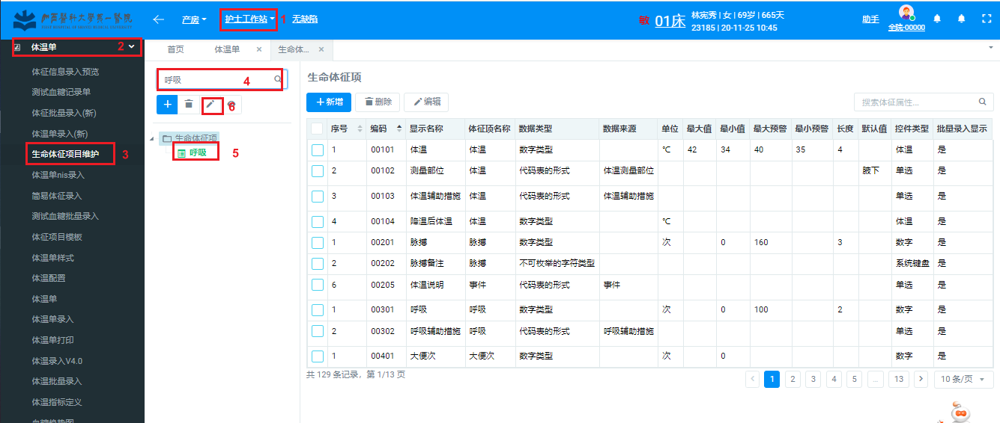 山西醫科大學第一醫院
FIRST HOSPITAL OF SHANXI MEDICAL UNIVERSITY
产房
护士工作站 1
无缺陷
敏 01床
林宪秀 | 女 | 69岁 | 665天
23185 | 20-11-25 10:45
助手
全院-00000
体温单 2
体征信息录入预览
测试血糖记录单
体征批量录入(新)
体温单录入(新)
生命体征项目维护 3
体温单nis录入
简易体征录入
测试血糖批量录入
体征项目模板
体温单样式
体温配置
体温单
体温单录入
体温单打印
体温录入V4.0
体温批量录入
体温指标定义
血糖趋势图
首页 体温单 × 生命体... ×
呼吸 4
6
生命体征项
呼吸 5
生命体征项
新增 删除 编辑
搜索体征属性...
序号 编码 显示名称 体征项名称 数据类型 数据来源 单位 最大值 最小值 最大预警 最小预警 长度 默认值 控件类型 批量录入显示
1 00101 体温 体温 数字类型 ℃ 42 34 40 35 4 体温 是
2 00102 测量部位 体温 代码表的形式 体温测量部位 腋下 单选 是
3 00103 体温辅助措施 体温 代码表的形式 体温辅助措施 单选 是
4 00104 降温后体温 体温 数字类型 ℃ 体温 是
1 00201 脉搏 脉搏 数字类型 次 0 160 3 数字 是
2 00202 脉搏备注 脉搏 不可枚举的字符类型 系统键盘 是
6 00205 体温说明 事件 代码表的形式 事件 单选 是
1 00301 呼吸 呼吸 数字类型 次 0 100 2 数字 是
2 00302 呼吸辅助措施 呼吸 代码表的形式 呼吸辅助措施 单选 是
1 00401 大便次 大便次 数字类型 次 0 数字 是
共 129 条记录，第 1/13 页
1 2 3 4 5 ... 13 10 条/页